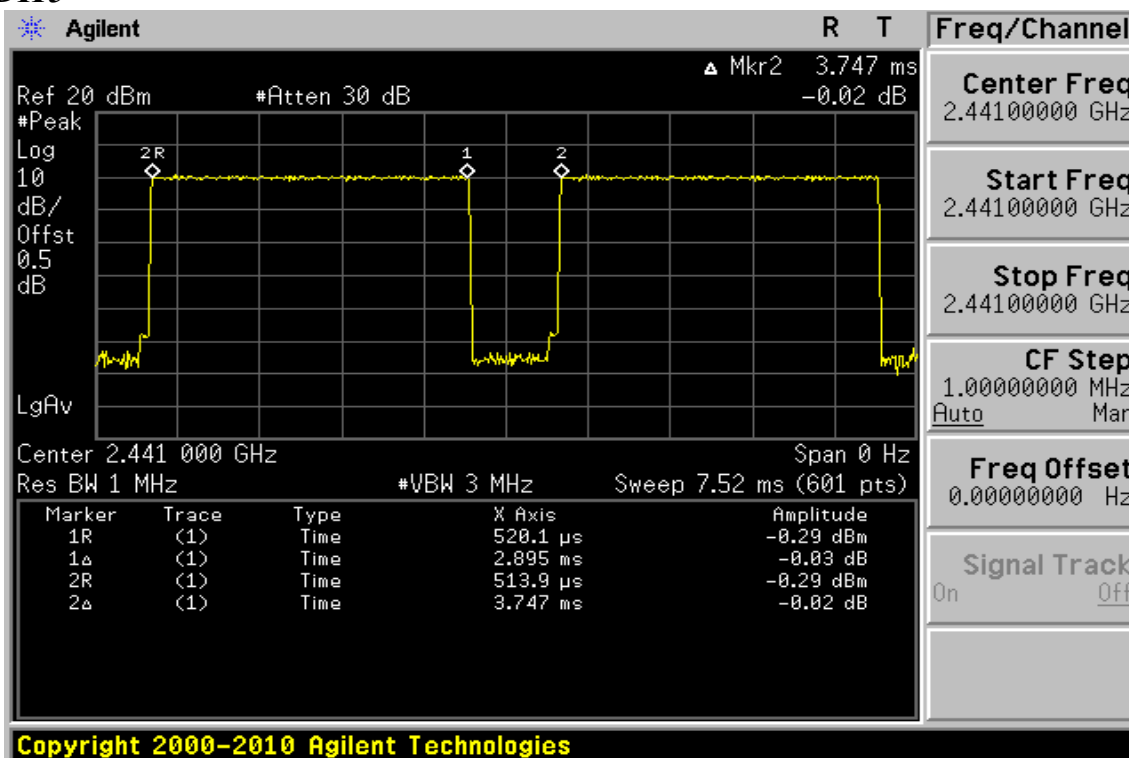 Agilent R T
Freq/Channel
Δ Mkr2 3.747 ms
Ref 20 dBm #Atten 30 dB -0.02 dB
#Peak
Log
10
dB/
Offst
0.5
dB
LgAv
2R 1 2
Center 2.441 000 GHz Span 0 Hz
Res BW 1 MHz #VBW 3 MHz Sweep 7.52 ms (601 pts)
Marker Trace Type X Axis Amplitude
1R (1) Time 520.1 µs -0.29 dBm
1Δ (1) Time 2.895 ms -0.03 dB
2R (1) Time 513.9 µs -0.29 dBm
2Δ (1) Time 3.747 ms -0.02 dB
Center Freq
2.44100000 GHz
Start Freq
2.44100000 GHz
Stop Freq
2.44100000 GHz
CF Step
1.00000000 MHz
Auto Man
Freq Offset
0.00000000 Hz
Signal Track
On Off
Copyright 2000-2010 Agilent Technologies